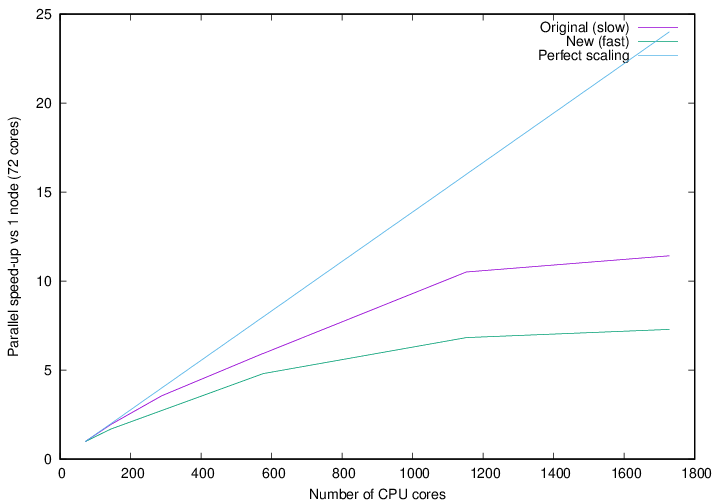 Original (slow)
New (fast)
Perfect scaling
25
20
15
10
5
0
Parallel speed-up vs 1 node (72 cores)
0 200 400 600 800 1000 1200 1400 1600 1800
Number of CPU cores